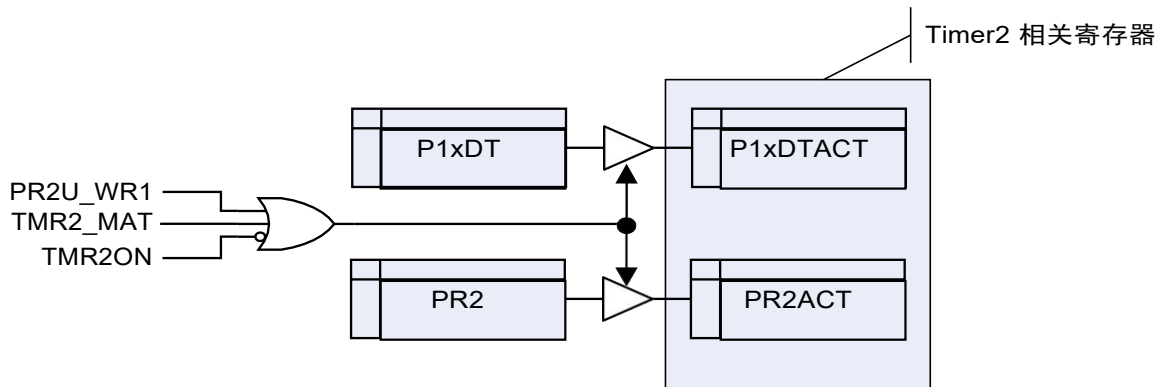 Timer2 相关寄存器
P1xDT
P1xDTACT
PR2U_WR1
TMR2_MAT
TMR2ON
PR2
PR2ACT